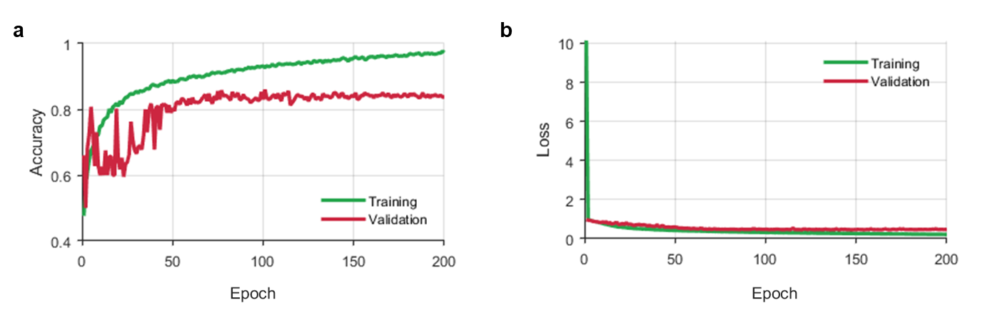 a
1
0.8
0.6
0.4
Accuracy
Training
Validation
0 50 100 150 200
Epoch
b
10
8
6
4
2
0
Loss
Training
Validation
0 50 100 150 200
Epoch